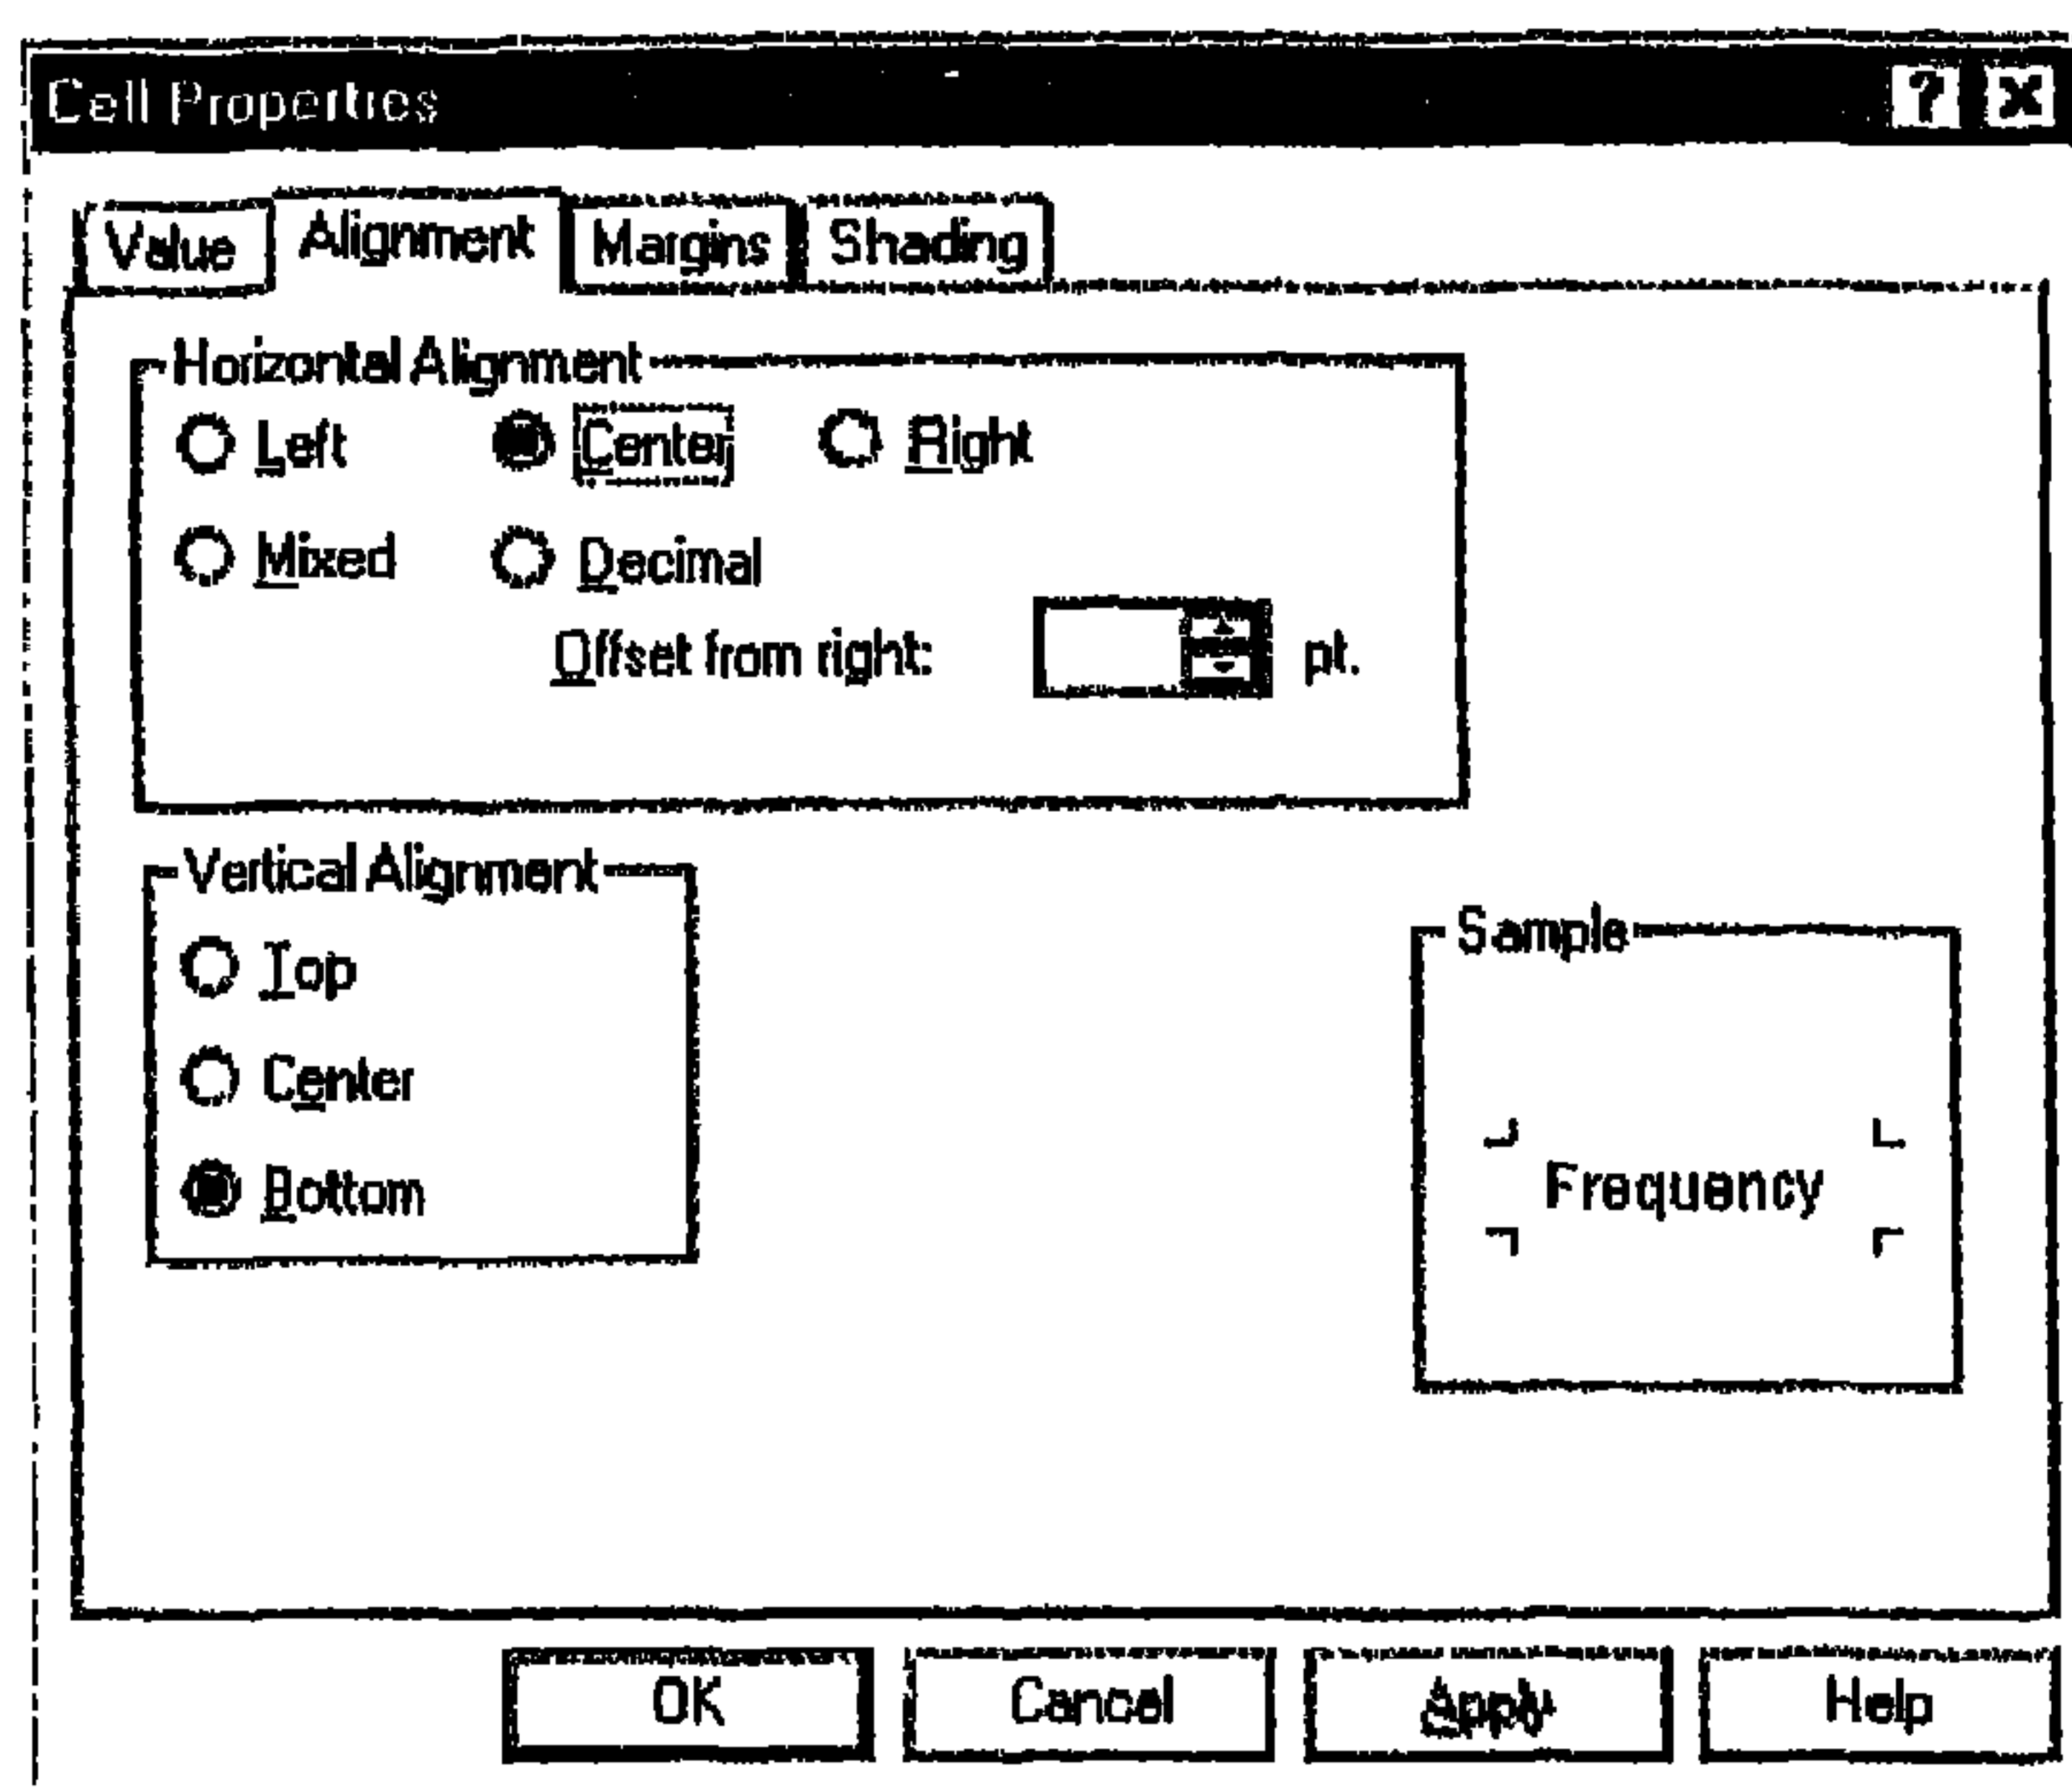 Cell Properties ? X
Value Alignment Margins Shading
Horizontal Alignment
Left Center Right
Mixed Decimal
Offset from right: pt.
Vertical Alignment
Top
Center
Bottom
Sample
Frequency
OK Cancel Apply Help